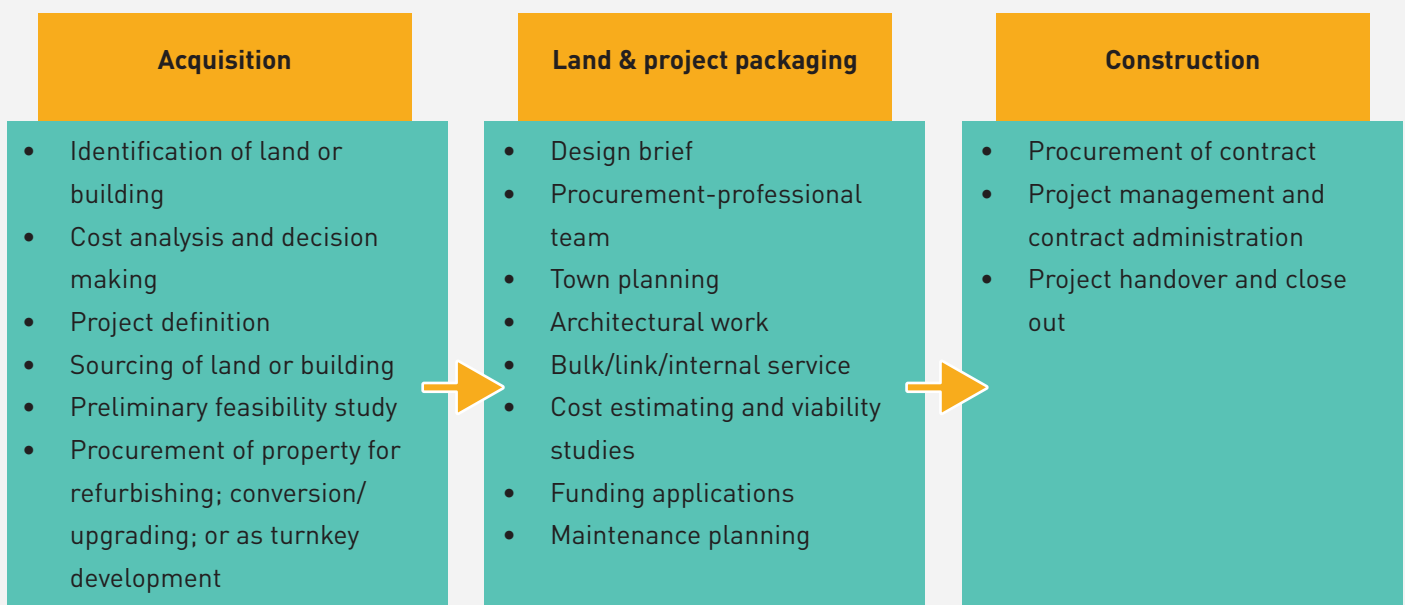 Acquisition
• Identification of land or
building
• Cost analysis and decision
making
• Project definition
• Sourcing of land or building
• Preliminary feasibility study
• Procurement of property for
refurbishing; conversion/
upgrading; or as turnkey
development
Land & project packaging
• Design brief
• Procurement-professional
team
• Town planning
• Architectural work
• Bulk/link/internal service
• Cost estimating and viability
studies
• Funding applications
• Maintenance planning
Construction
• Procurement of contract
• Project management and
contract administration
• Project handover and close
out